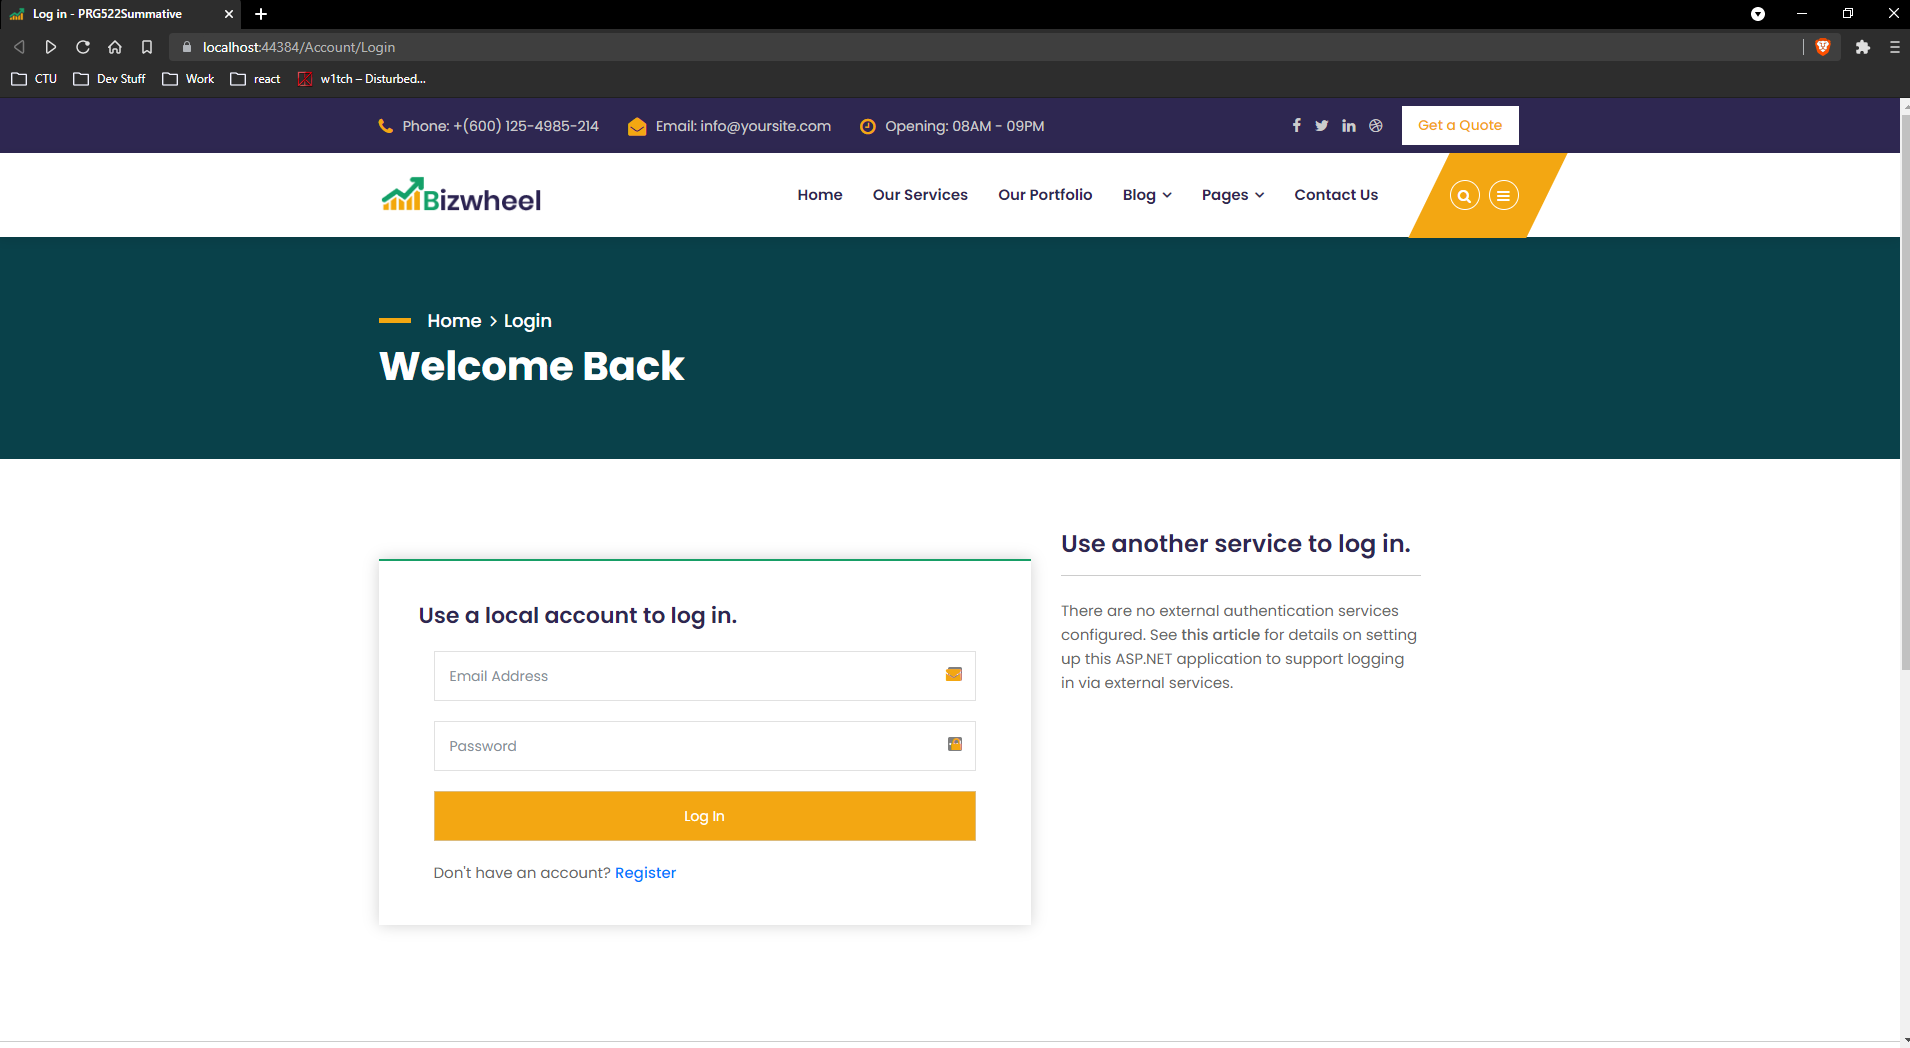 Log in - PRG522Summative
localhost:44384/Account/Login
CTU Dev Stuff Work react w1tch – Disturbed...
Phone: +(600) 125-4985-214 Email: info@yoursite.com Opening: 08AM - 09PM Get a Quote
Bizwheel Home Our Services Our Portfolio Blog Pages Contact Us
Home > Login
Welcome Back
Use another service to log in.
There are no external authentication services
configured. See this article for details on setting
up this ASP.NET application to support logging
in via external services.
Use a local account to log in.
Email Address
Password
Log In
Don't have an account? Register